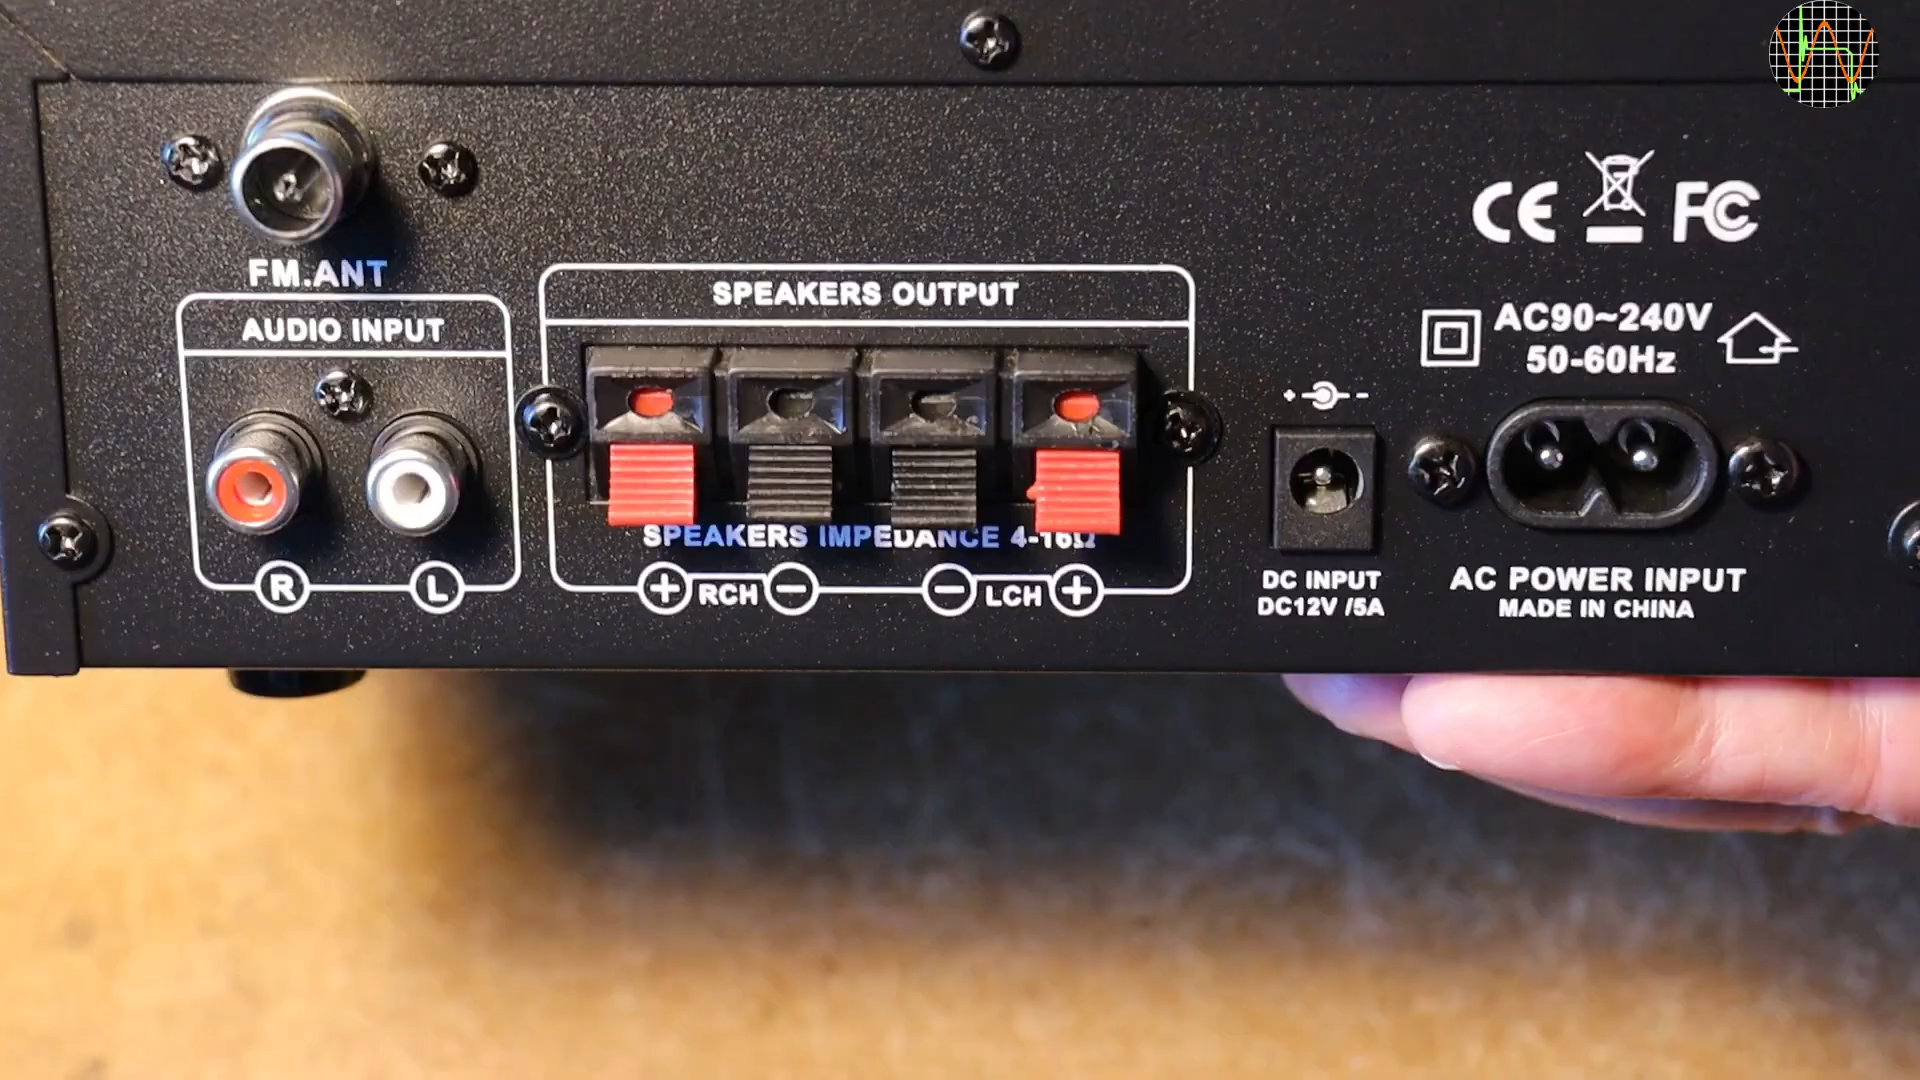 FM.ANT
AUDIO INPUT
R L
SPEAKERS OUTPUT
SPEAKERS IMPEDANCE 4-16Ω
+ RCH − − LCH +
+ -
DC INPUT
DC12V /5A
CE FC
AC90~240V
50-60Hz
AC POWER INPUT
MADE IN CHINA